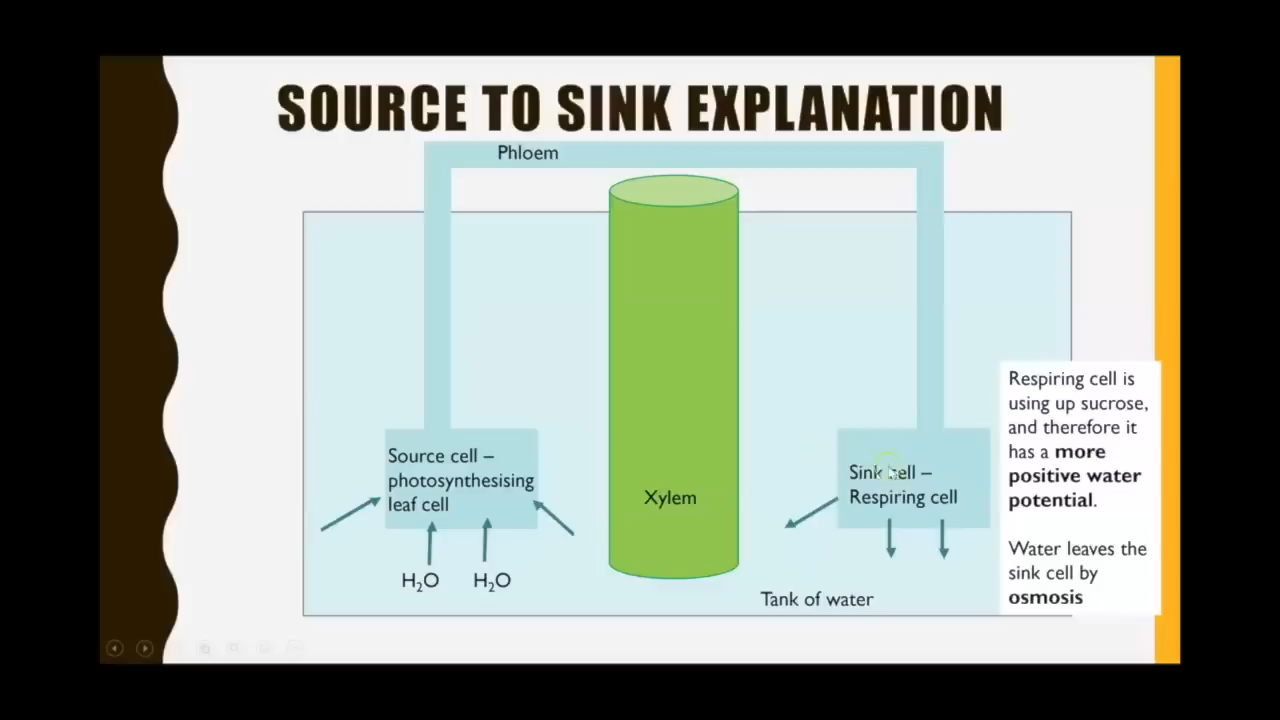 SOURCE TO SINK EXPLANATION
Phloem
Source cell –
photosynthesising
leaf cell
H₂O H₂O
Xylem
Sink cell –
Respiring cell
Tank of water
Respiring cell is
using up sucrose,
and therefore it
has a more
positive water
potential.
Water leaves the
sink cell by
osmosis